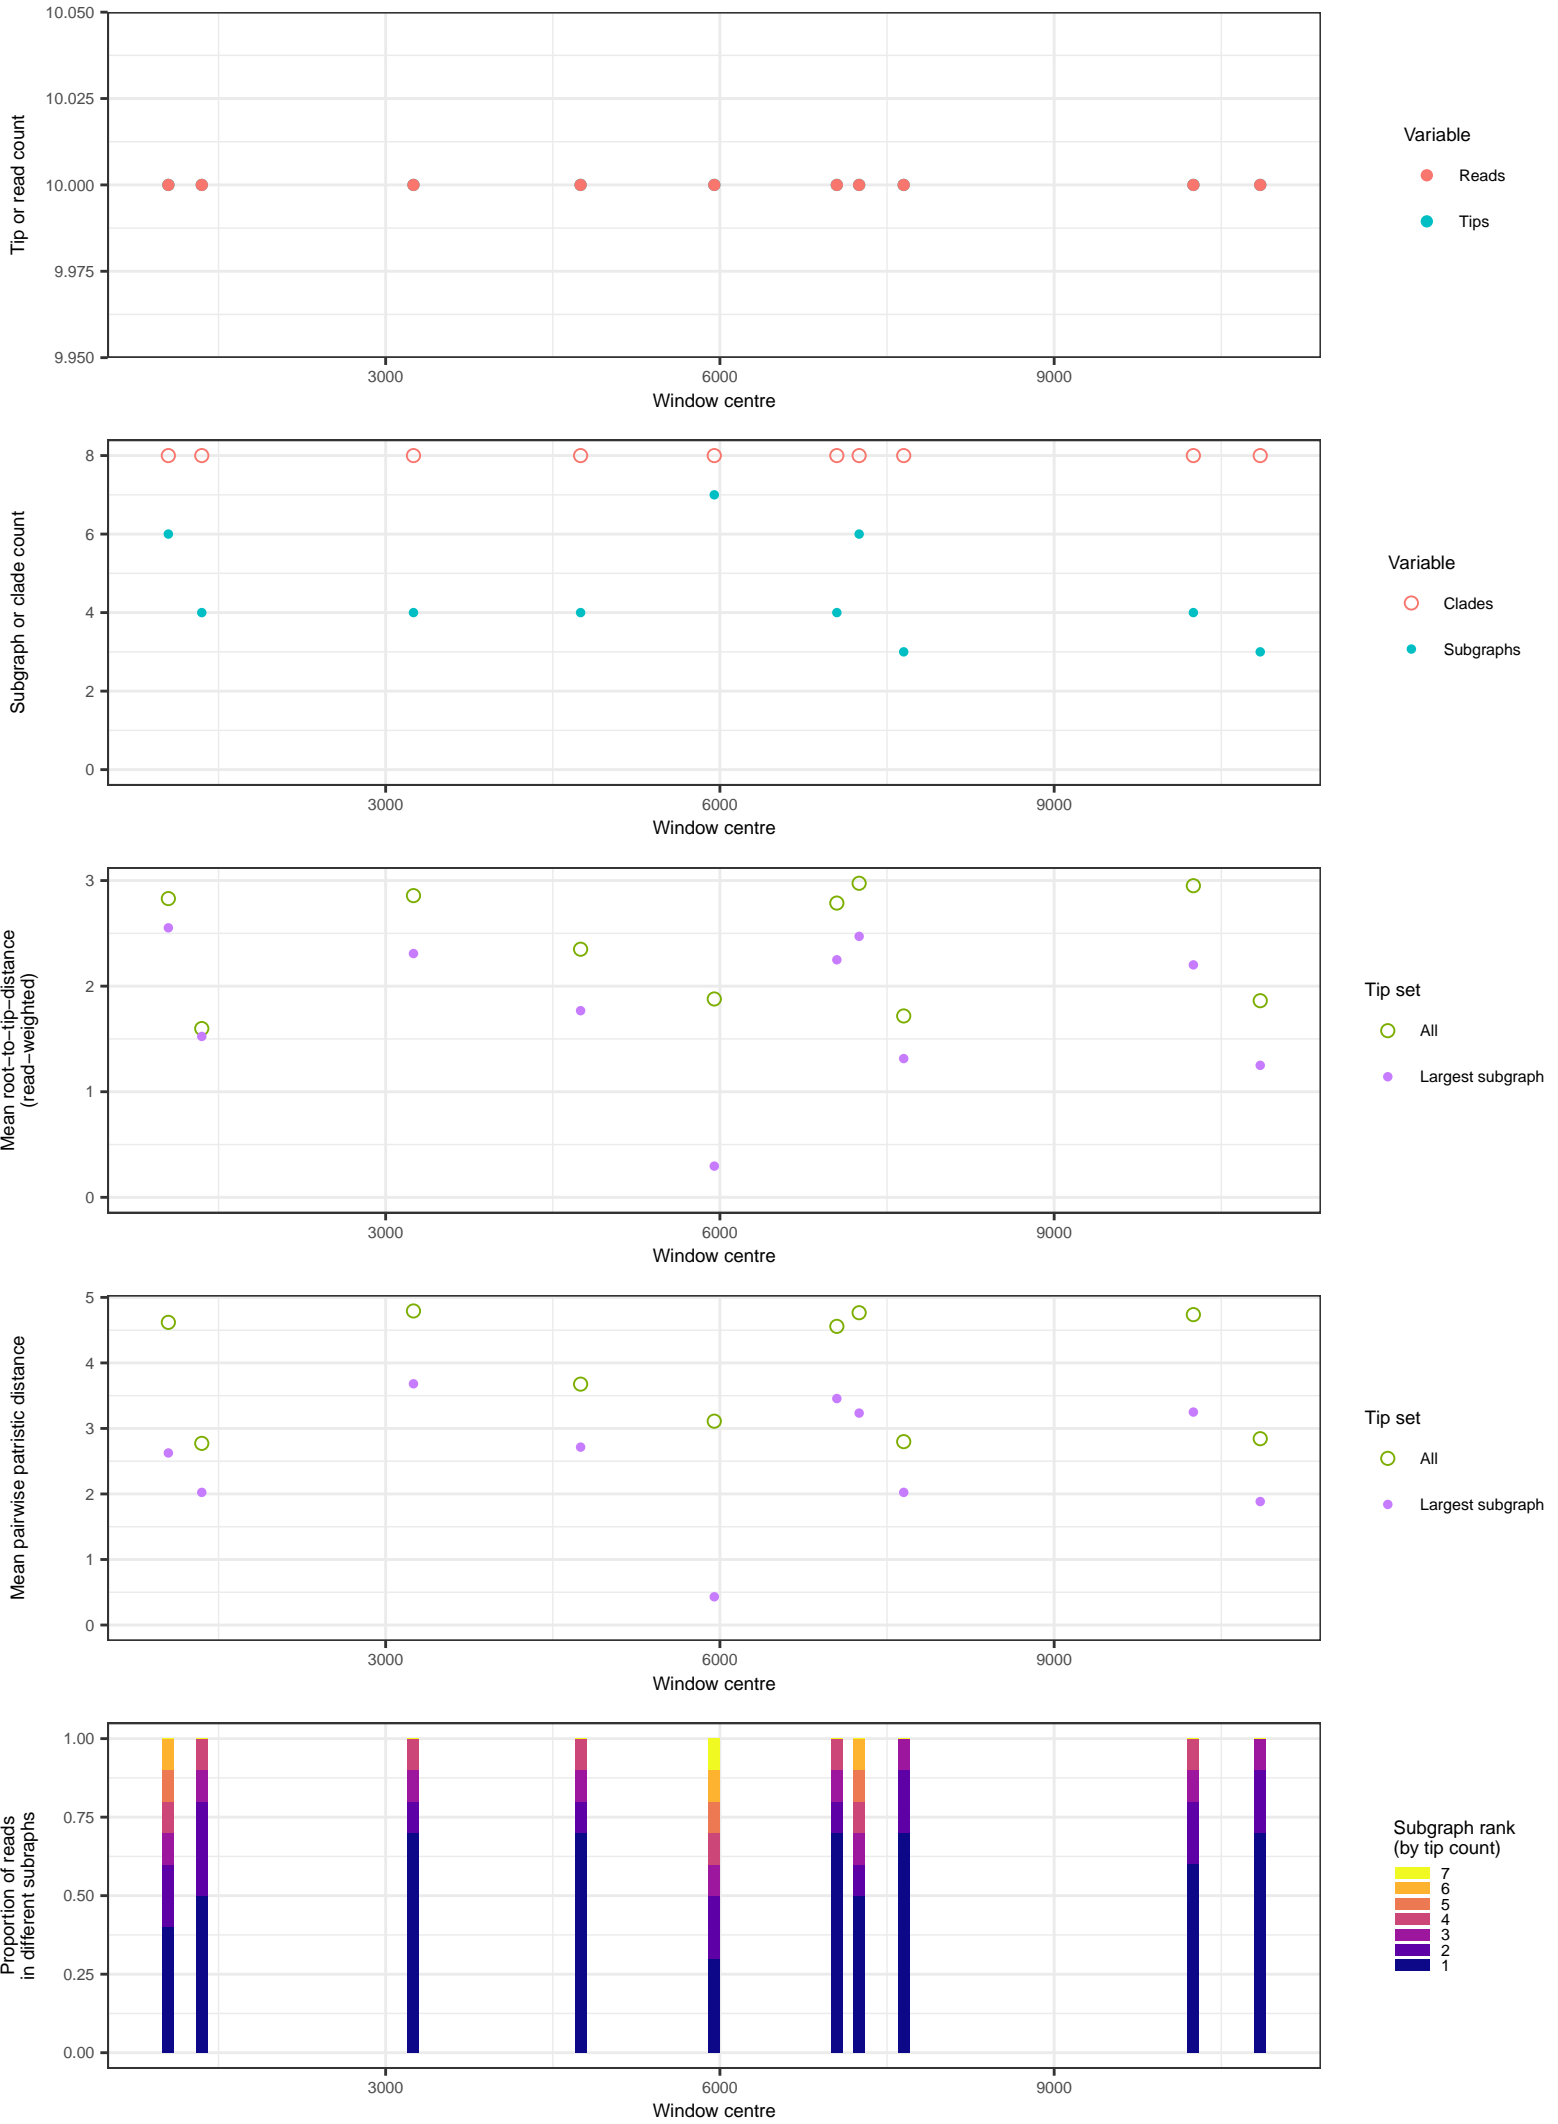 10.050
10.025
10.000
9.975
9.950
Tip or read count
3000 6000 9000
Window centre
Variable
Reads
Tips
8
6
4
2
0
Subgraph or clade count
3000 6000 9000
Window centre
Variable
Clades
Subgraphs
3
2
1
0
Mean root−to−tip−distance
(read−weighted)
3000 6000 9000
Window centre
Tip set
All
Largest subgraph
5
4
3
2
1
0
Mean pairwise patristic distance
3000 6000 9000
Window centre
Tip set
All
Largest subgraph
1.00
0.75
0.50
0.25
0.00
Proportion of reads
in different subraphs
3000 6000 9000
Window centre
Subgraph rank
(by tip count)
7
6
5
4
3
2
1